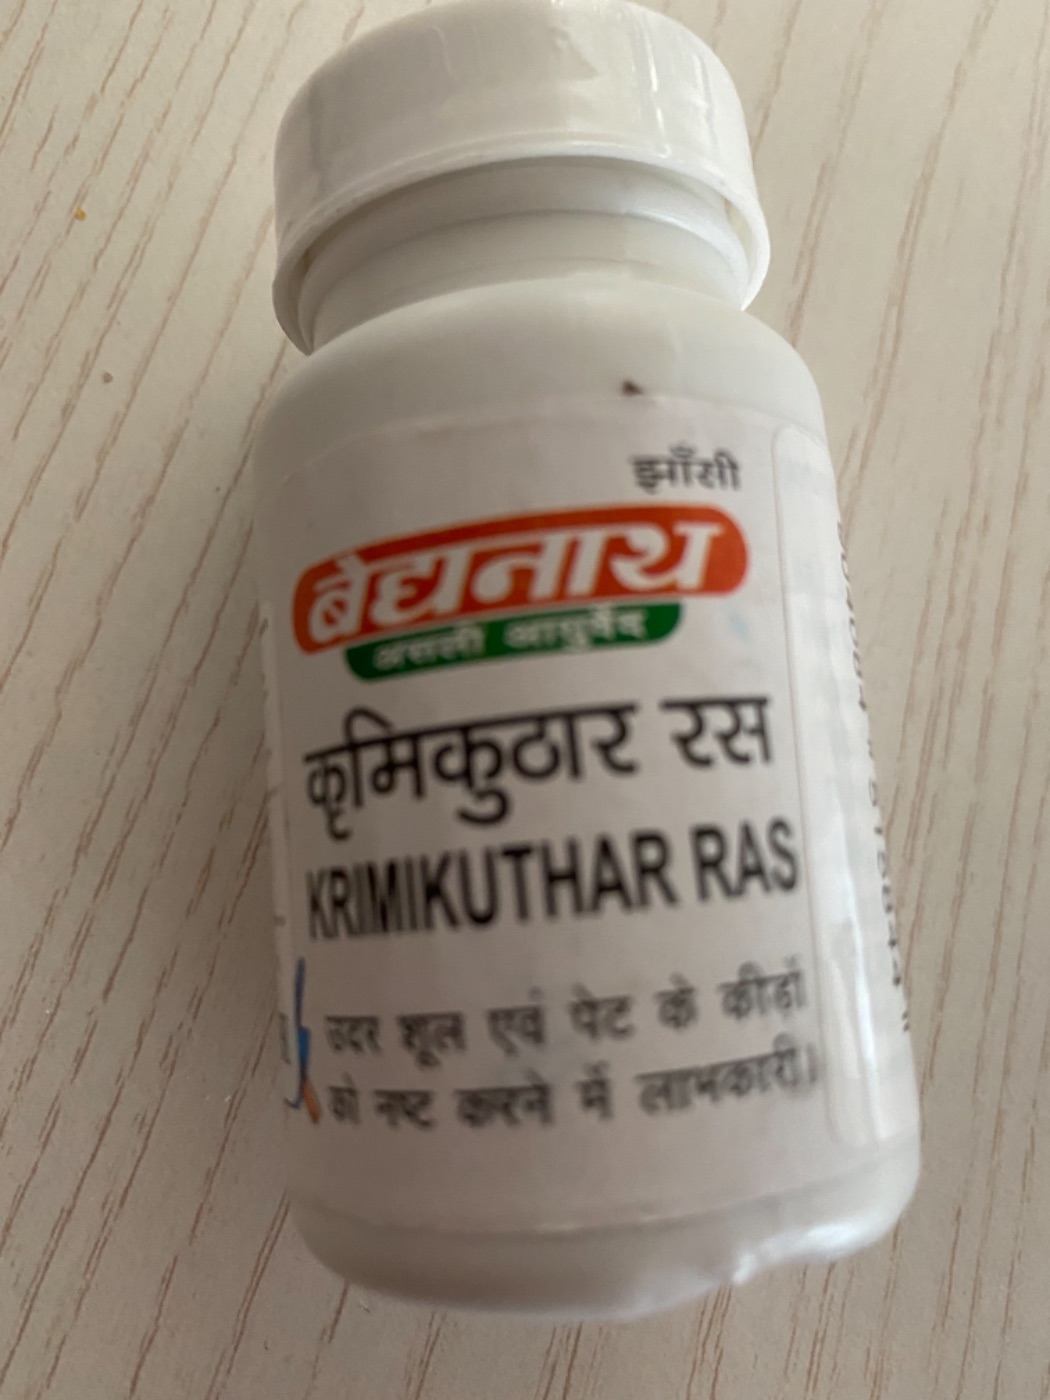 झाँसी
बैद्यनाथ
असली आयुर्वेद
कृमिकुठार रस
KRIMIKUTHAR RAS
उदर शूल एवं पेट के कीड़ों
को नष्ट करने में लाभकारी।